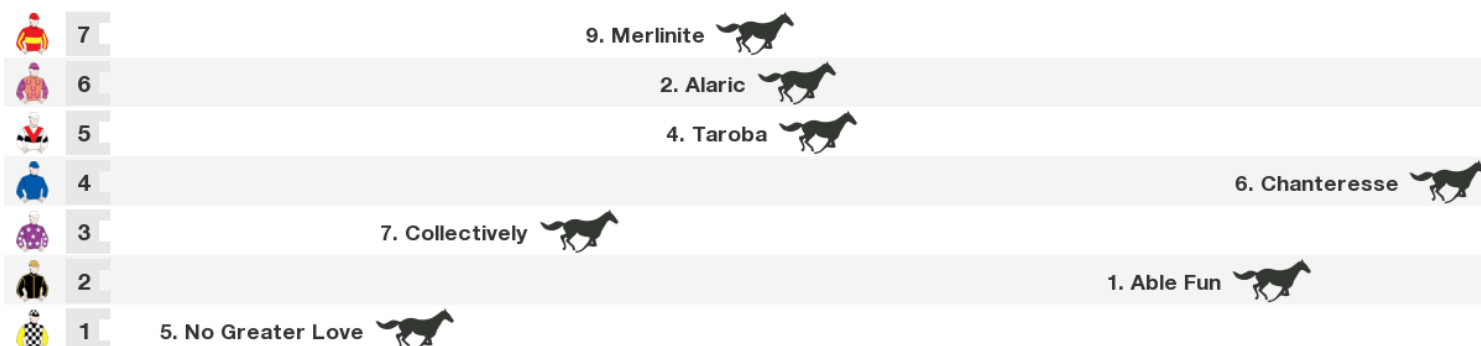 7 9. Merlinite
6 2. Alaric
5 4. Taroba
4 6. Chanteresse
3 7. Collectively
2 1. Able Fun
1 5. No Greater Love